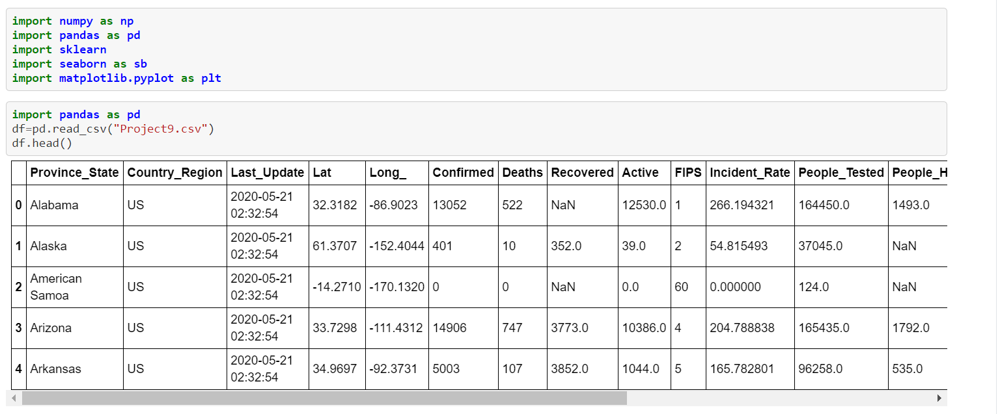 import numpy as np
import pandas as pd
import sklearn
import seaborn as sb
import matplotlib.pyplot as plt
import pandas as pd
df=pd.read_csv("Project9.csv")
df.head()
Province_State Country_Region Last_Update Lat Long_ Confirmed Deaths Recovered Active FIPS Incident_Rate People_Tested People_H
0 Alabama US 2020-05-21 02:32:54 32.3182 -86.9023 13052 522 NaN 12530.0 1 266.194321 164450.0 1493.0
1 Alaska US 2020-05-21 02:32:54 61.3707 -152.4044 401 10 352.0 39.0 2 54.815493 37045.0 NaN
2 American Samoa US 2020-05-21 02:32:54 -14.2710 -170.1320 0 0 NaN 0.0 60 0.000000 124.0 NaN
3 Arizona US 2020-05-21 02:32:54 33.7298 -111.4312 14906 747 3773.0 10386.0 4 204.788838 165435.0 1792.0
4 Arkansas US 2020-05-21 02:32:54 34.9697 -92.3731 5003 107 3852.0 1044.0 5 165.782801 96258.0 535.0